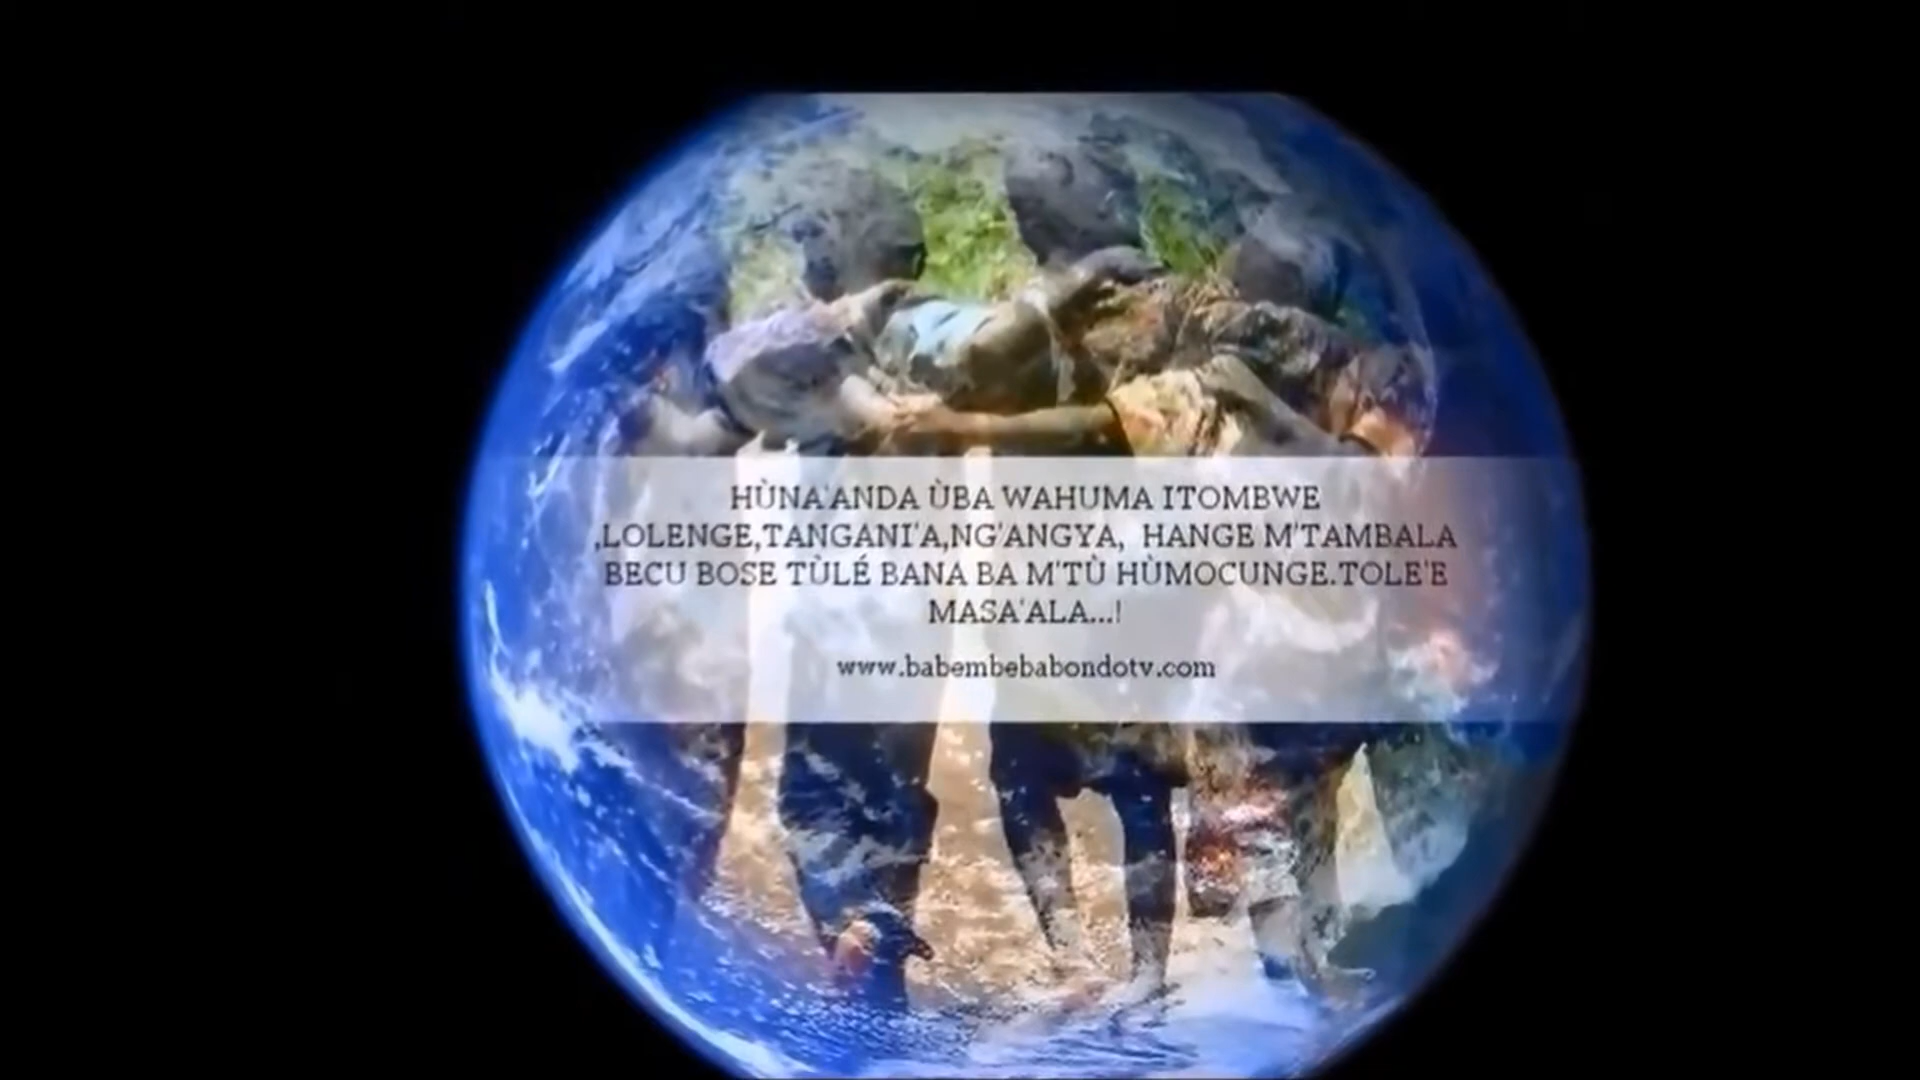 HÙNA'ANDA ÙBA WAHUMA ITOMBWE
,LOLENGE,TANGANI'A,NG'ANGYA, HANGE M'TAMBALA
BECU BOSE TÙLÉ BANA BA M'TÙ HÙMOCUNGE.TOLE'E
MASA'ALA...!
www.babembebabondotv.com